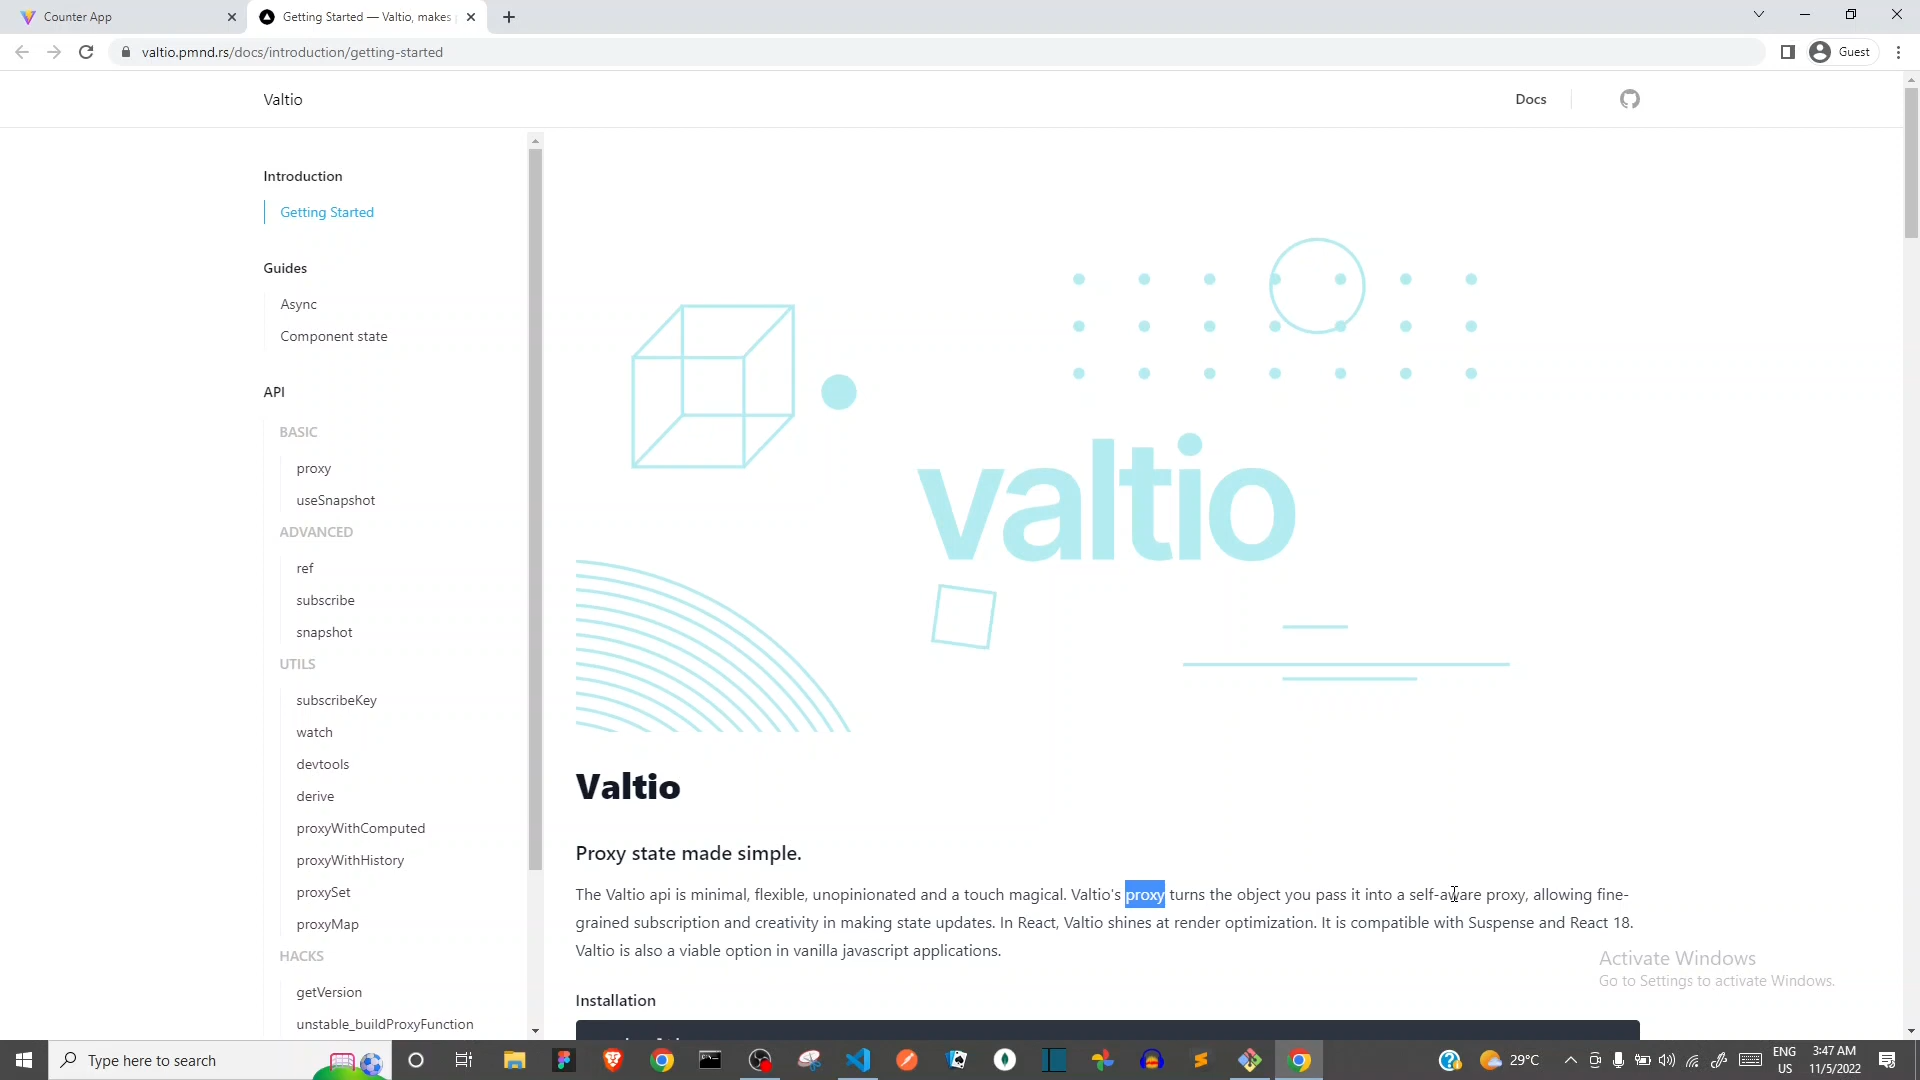 Counter App
Getting Started — Valtio, makes
valtio.pmnd.rs/docs/introduction/getting-started
Guest
Valtio
Docs
Introduction
Getting Started
Guides
Async
Component state
API
BASIC
proxy
useSnapshot
ADVANCED
ref
subscribe
snapshot
UTILS
subscribeKey
watch
devtools
derive
proxyWithComputed
proxyWithHistory
proxySet
proxyMap
HACKS
getVersion
unstable_buildProxyFunction
valtio
Valtio
Proxy state made simple.
The Valtio api is minimal, flexible, unopinionated and a touch magical. Valtio's proxy turns the object you pass it into a self-aware proxy, allowing fine-
grained subscription and creativity in making state updates. In React, Valtio shines at render optimization. It is compatible with Suspense and React 18.
Valtio is also a viable option in vanilla javascript applications.
Installation
Activate Windows
Go to Settings to activate Windows.
Type here to search
29°C
ENG
US
3:47 AM
11/5/2022